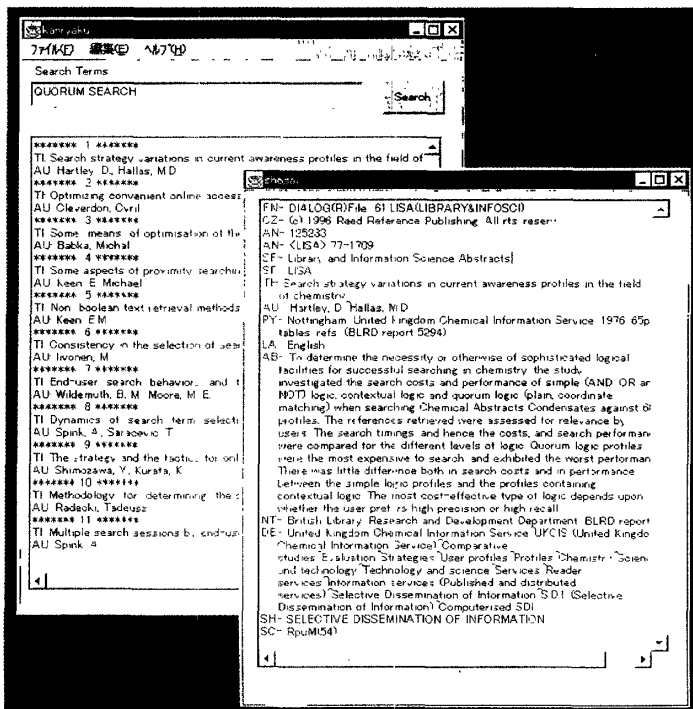 kanryaku
ファイル(F) 編集(E) ヘルプ(H)
Search Terms
QUORUM SEARCH
Search
******* 1 *******
TI Search strategy variations in current awareness profiles in the field of
AU Hartley D, Hallas, M D
******* 2 *******
TI Optimizing convenient online access
AU Cleverdon, Cyril
******* 3 *******
TI Some means of optimisation of the
AU Babka, Michal
******* 4 *******
TI Some aspects of proximity searching
AU Keen E Michael
******* 5 *******
TI Non boolean text retrieval methods
AU Keen E M
******* 6 *******
TI Consistency in the selection of sea
AU Iivonen, M
******* 7 *******
TI End-user search behaviors and t
AU Wildemuth, B. M Moore, M E.
******* 8 *******
TI Dynamics of search term selecti
AU Spink, A, Saracevic T
******* 9 *******
TI The strategy and the tactics for onl
AU Shimozawa, Y, Kurata, K
******* 10 *******
TI Methodology for determining the
AU Radecki, Tadeusz
******* 11 *******
TI Multiple search sessions by end-use
AU Spink A
shosai
FN- DIALOG(R)File 61 LISA(LIBRARY&INFOSCI)
CZ- (c) 1996 Reed Reference Publishing All rts reserv
AN- 125233
AN- <LISA> 77-1709
SF- Library and Information Science Abstracts
SF LISA
TI- Search strategy variations in current awareness profiles in the field
of chemistry
AU Hartley, D ~Hallas, M D
PY- Nottingham United Kingdom Chemical Information Service 1976 65p
tables refs (BLRD report 5294)
LA English
AB- To determine the necessity or otherwise of sophisticated logical
facilities for successful searching in chemistry the study
investigated the search costs and performance of simple (AND OR an
NOT) logic, contextual logic and quorum logic (plain, coordinate
matching) when searching Chemical Abstracts Condensates against 6
profiles. The references retrieved were assessed for relevance by
users The search timings and hence the costs, and search performan
were compared for the different levels of logic Quorum logic profiles
were the most expensive to search and exhibited the worst performan
There was little difference both in search costs and in performance
between the simple logic profiles and the profiles containing
contextual logic The most cost-effective type of logic depends upon
whether the user prefers high precision or high recall
NT- British Library Research and Development Department BLRD report
DE- United Kingdom Chemical Information Service ~UKCIS (United Kingdo
Chemical Information Service) ~Comparative
studies ~Evaluation ~Strategies ~User profiles ~Profiles ~Chemistry ~Scien
and technology ~Technology and science ~Services ~Reader
services ~Information services (Published and distributed
services) ~Selective Dissemination of Information ~S D I (Selective
Dissemination of Information) ~Computerised SDI
SH- SELECTIVE DISSEMINATION OF INFORMATION
SC- RpuM(54)